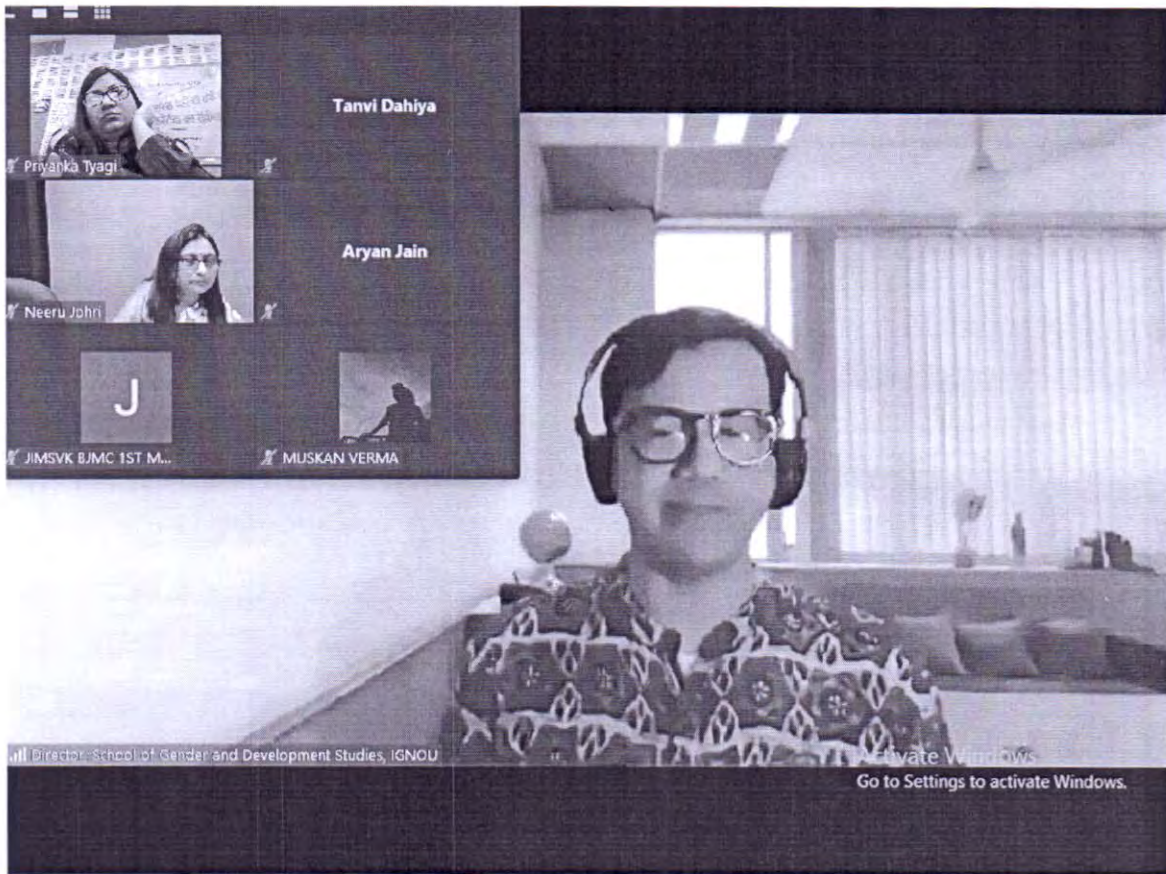 Tanvi Dahiya
Priyanka Tyagi
Aryan Jain
Neeru Johri
J
JIMSVK BJMC 1ST M...
MUSKAN VERMA
Director, School of Gender and Development Studies, IGNOU
Activate Windows
Go to Settings to activate Windows.